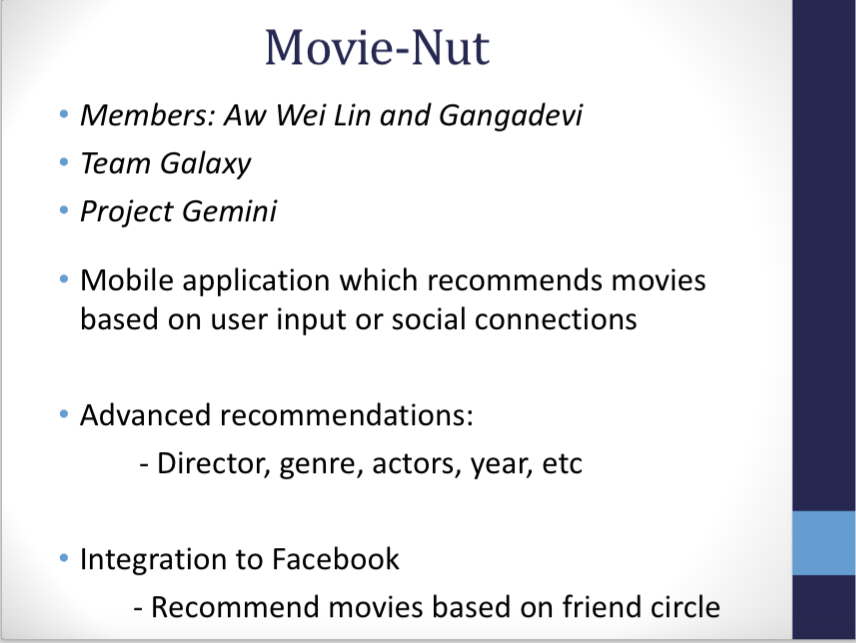 Movie-Nut
• Members: Aw Wei Lin and Gangadevi
• Team Galaxy
• Project Gemini
• Mobile application which recommends movies
based on user input or social connections
• Advanced recommendations:
- Director, genre, actors, year, etc
• Integration to Facebook
- Recommend movies based on friend circle